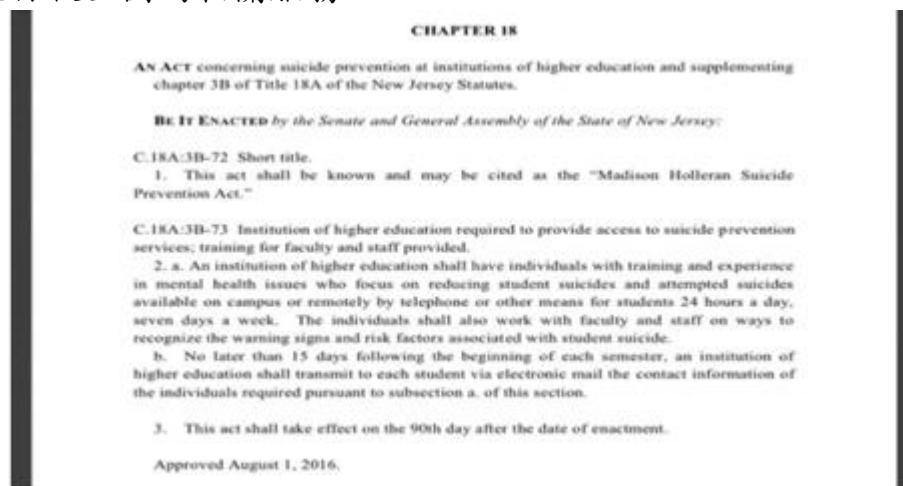 CHAPTER 18
AN ACT concerning suicide prevention at institutions of higher education and supplementing
chapter 3B of Title 18A of the New Jersey Statutes.
BE IT ENACTED by the Senate and General Assembly of the State of New Jersey:
C.18A:3B-72 Short title.
1. This act shall be known and may be cited as the “Madison Holleran Suicide
Prevention Act.”
C.18A:3B-73 Institution of higher education required to provide access to suicide prevention
services; training for faculty and staff provided.
2. a. An institution of higher education shall have individuals with training and experience
in mental health issues who focus on reducing student suicides and attempted suicides
available on campus or remotely by telephone or other means for students 24 hours a day,
seven days a week. The individuals shall also work with faculty and staff on ways to
recognize the warning signs and risk factors associated with student suicide.
b. No later than 15 days following the beginning of each semester, an institution of
higher education shall transmit to each student via electronic mail the contact information of
the individuals required pursuant to subsection a. of this section.
3. This act shall take effect on the 90th day after the date of enactment.
Approved August 1, 2016.